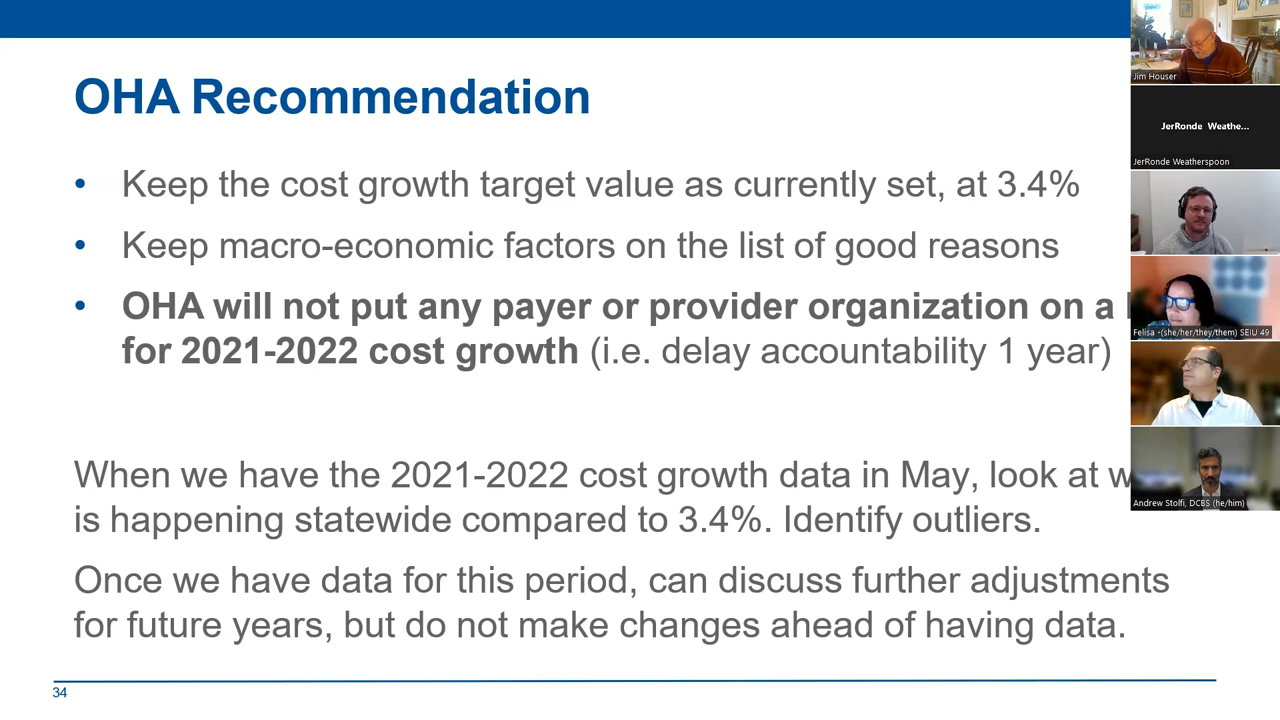 OHA Recommendation
• Keep the cost growth target value as currently set, at 3.4%
• Keep macro-economic factors on the list of good reasons
• OHA will not put any payer or provider organization on a
for 2021-2022 cost growth (i.e. delay accountability 1 year)
When we have the 2021-2022 cost growth data in May, look at
is happening statewide compared to 3.4%. Identify outliers.
Once we have data for this period, can discuss further adjustments
for future years, but do not make changes ahead of having data.
34
Jim Houser
JerRonde Weathe...
JerRonde Weatherspoon
Felisa -(she/her/they/them) SEIU 49
Andrew Stolfi, DCBS (he/him)